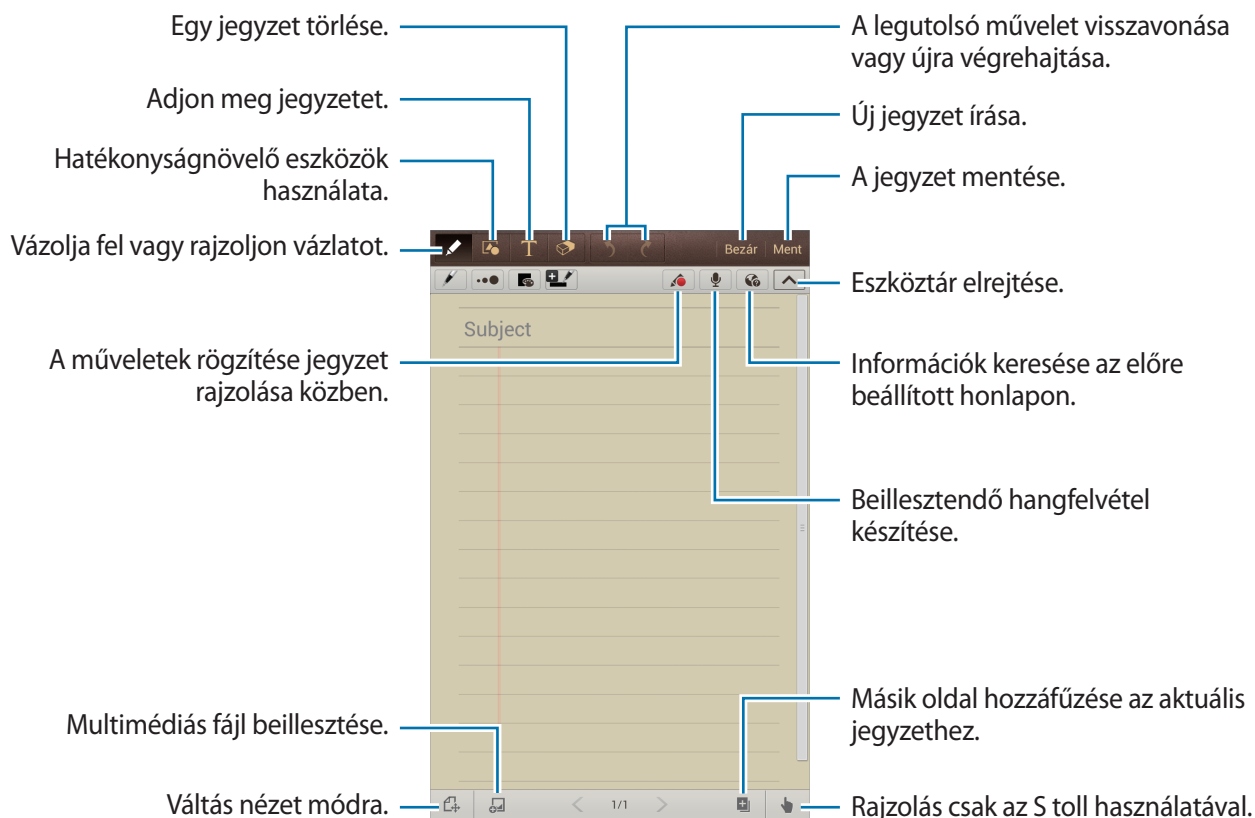 Egy jegyzet törlése.
A legutolsó művelet visszavonása
vagy újra végrehajtása.
Adjon meg jegyzetet.
Új jegyzet írása.
Hatékonyságnövelő eszközök
használata.
A jegyzet mentése.
Vázolja fel vagy rajzoljon vázlatot.
T
Bezár
Ment
Eszköztár elrejtése.
Subject
A műveletek rögzítése jegyzet
rajzolása közben.
Információk keresése az előre
beállított honlapon.
Beillesztendő hangfelvétel
készítése.
Másik oldal hozzáfűzése az aktuális
jegyzethez.
Multimédiás fájl beillesztése.
Váltás nézet módra.
1/1
Rajzolás csak az S toll használatával.